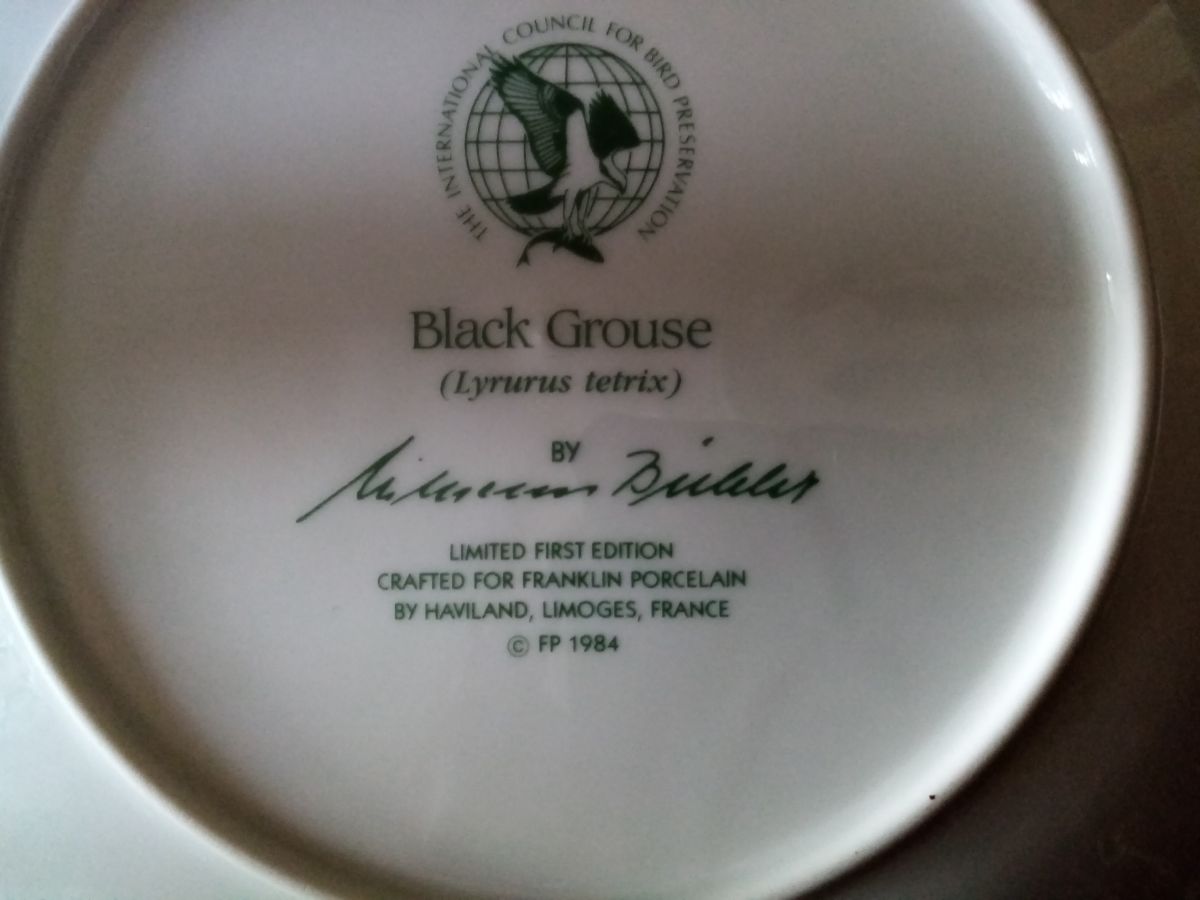 THE INTERNATIONAL COUNCIL FOR BIRD PRESERVATION
Black Grouse
(Lyrurus tetrix)
BY
LIMITED FIRST EDITION
CRAFTED FOR FRANKLIN PORCELAIN
BY HAVILAND, LIMOGES, FRANCE
© FP 1984